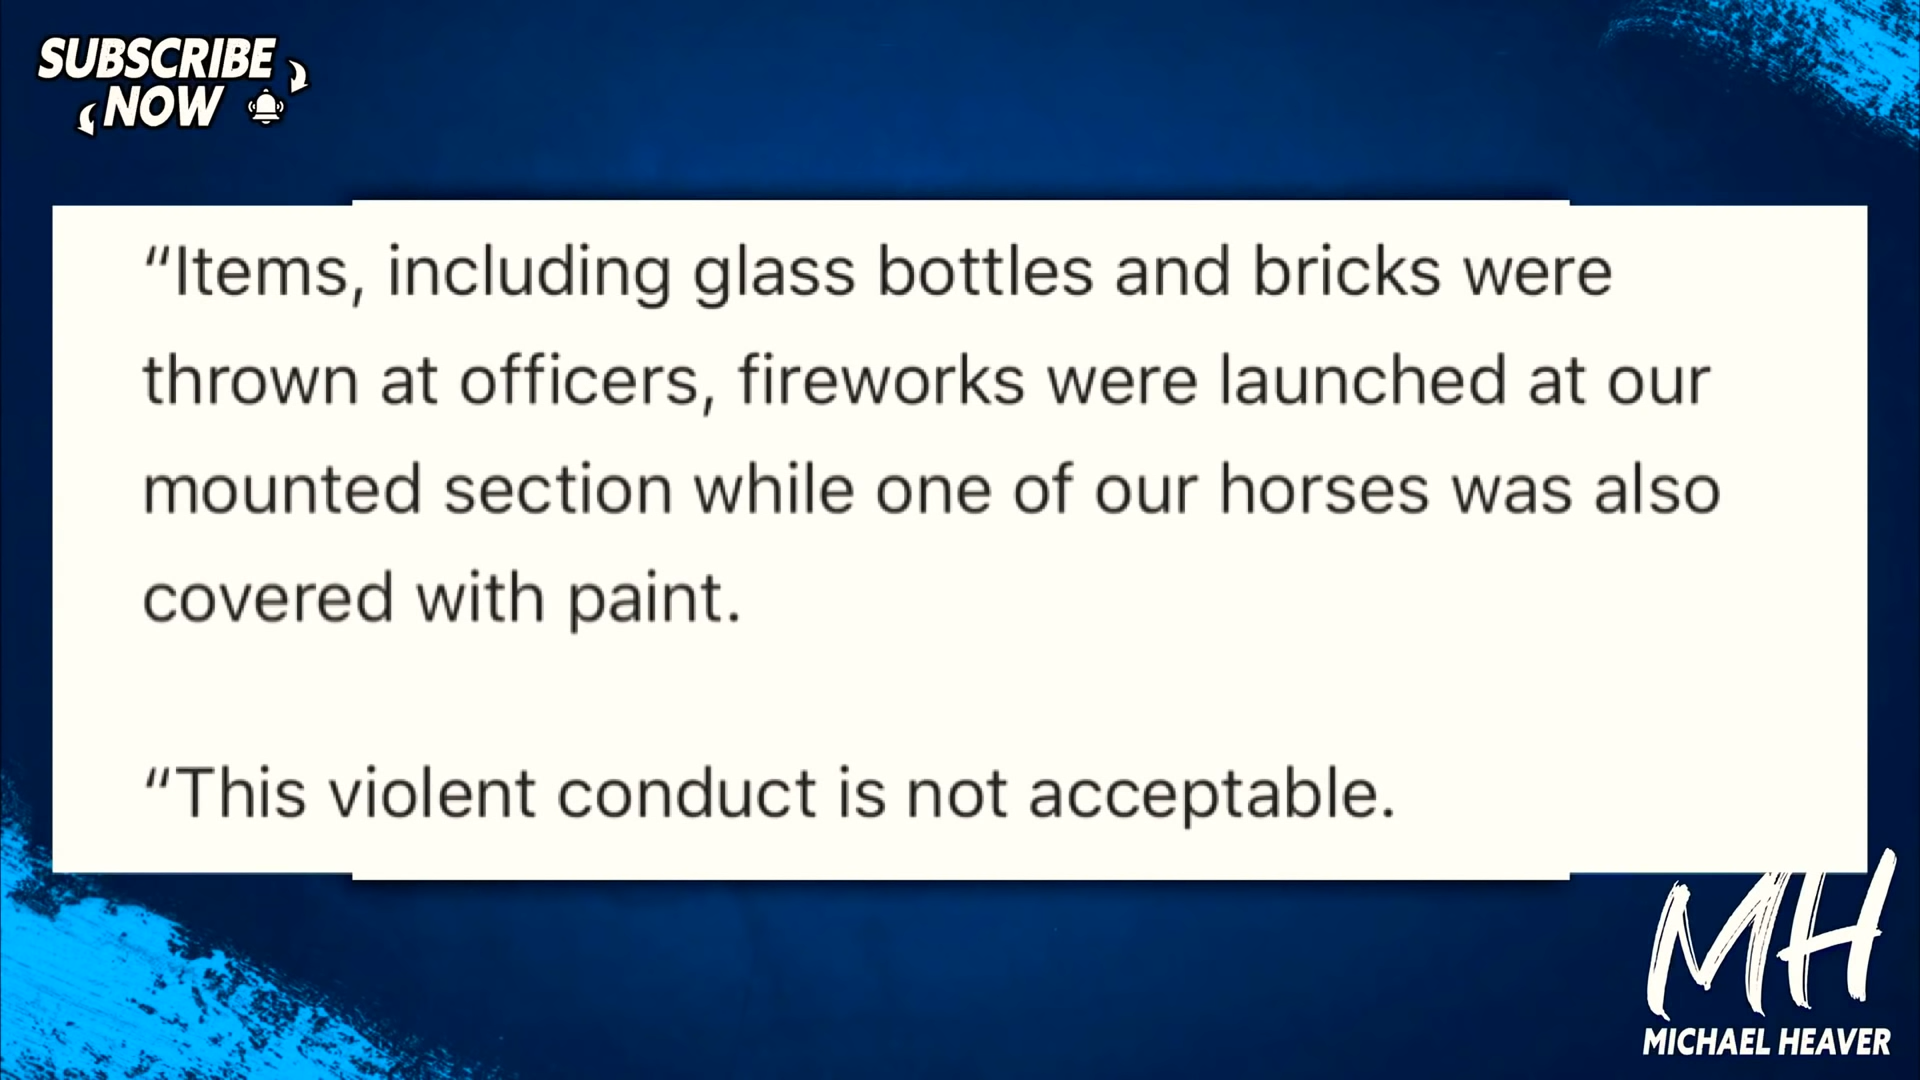 SUBSCRIBE
NOW
“Items, including glass bottles and bricks were
thrown at officers, fireworks were launched at our
mounted section while one of our horses was also
covered with paint.
“This violent conduct is not acceptable.
MH
MICHAEL HEAVER